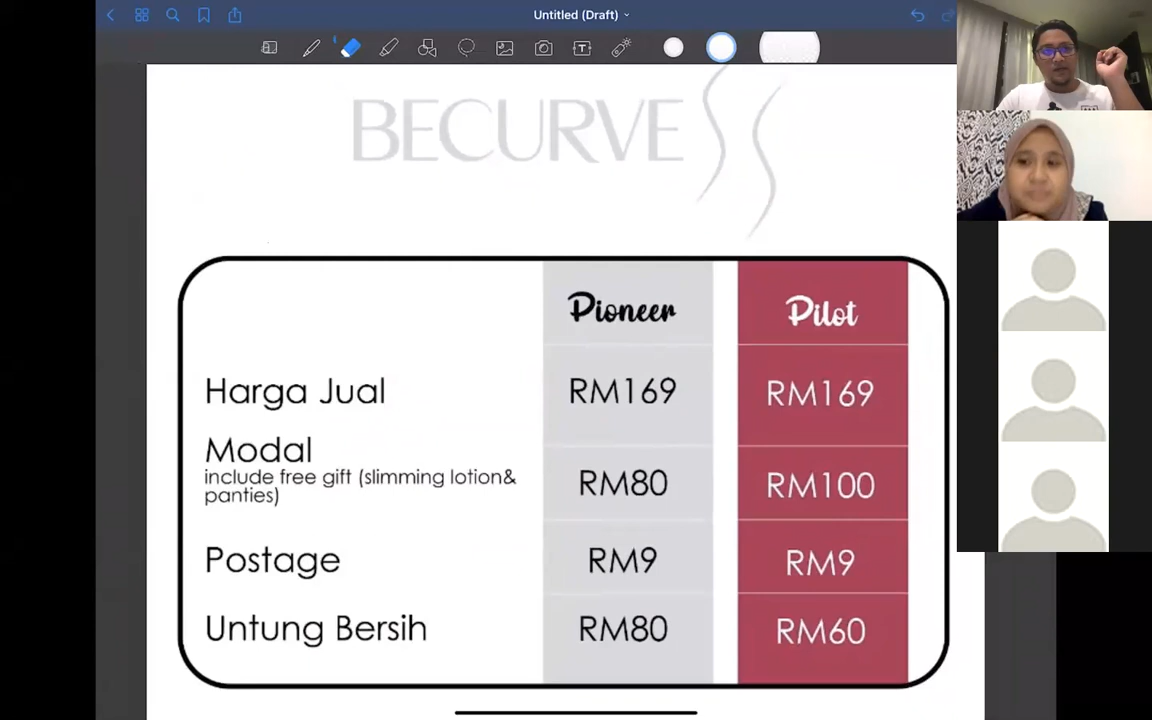 Untitled (Draft)
BECURVE
Pioneer Pilot
Harga Jual RM169 RM169
Modal
include free gift (slimming lotion&
panties) RM80 RM100
Postage RM9 RM9
Untung Bersih RM80 RM60